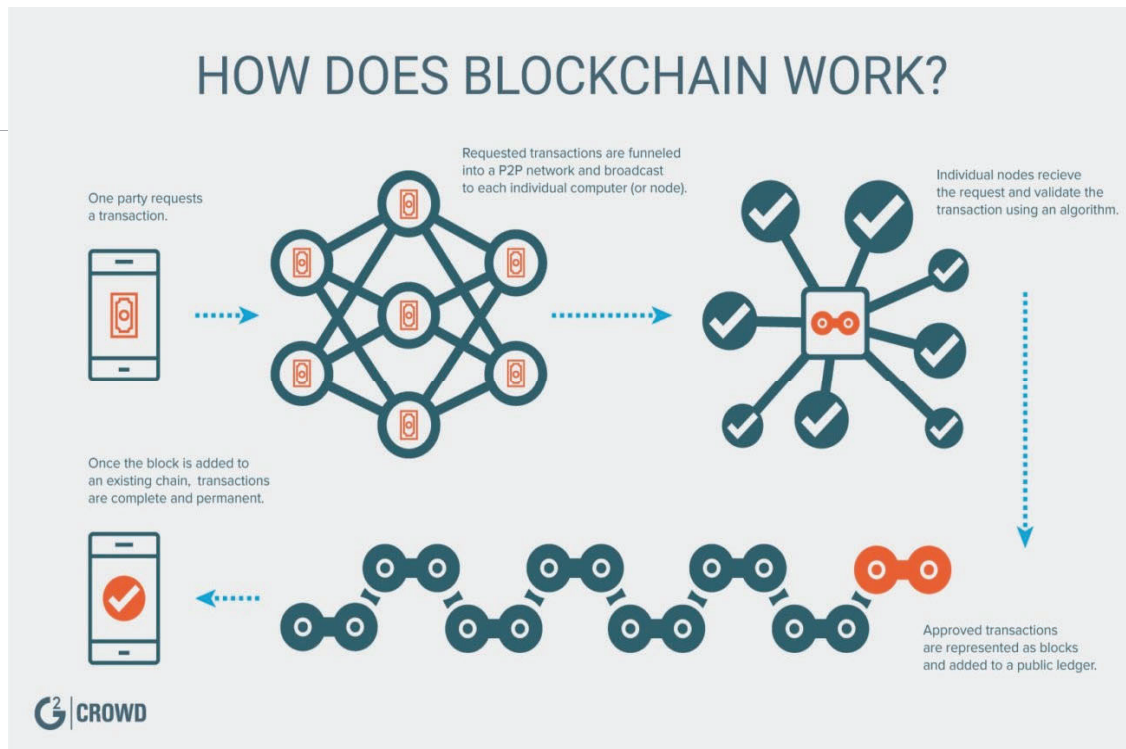 HOW DOES BLOCKCHAIN WORK?
One party requests
a transaction.
Requested transactions are funneled
into a P2P network and broadcast
to each individual computer (or node).
Individual nodes recieve
the request and validate the
transaction using an algorithm.
Approved transactions
are represented as blocks
and added to a public ledger.
Once the block is added to
an existing chain, transactions
are complete and permanent.
G2 | CROWD